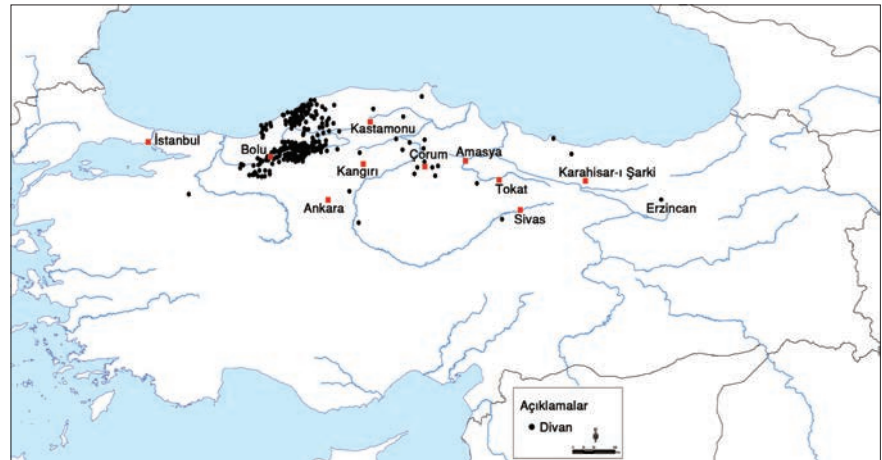 İstanbul
Bolu
Kastamonu
Kangırı
Çorum
Amasya
Ankara
Tokat
Sivas
Karahisar-ı Şarki
Erzincan
Açıklamalar
Divan